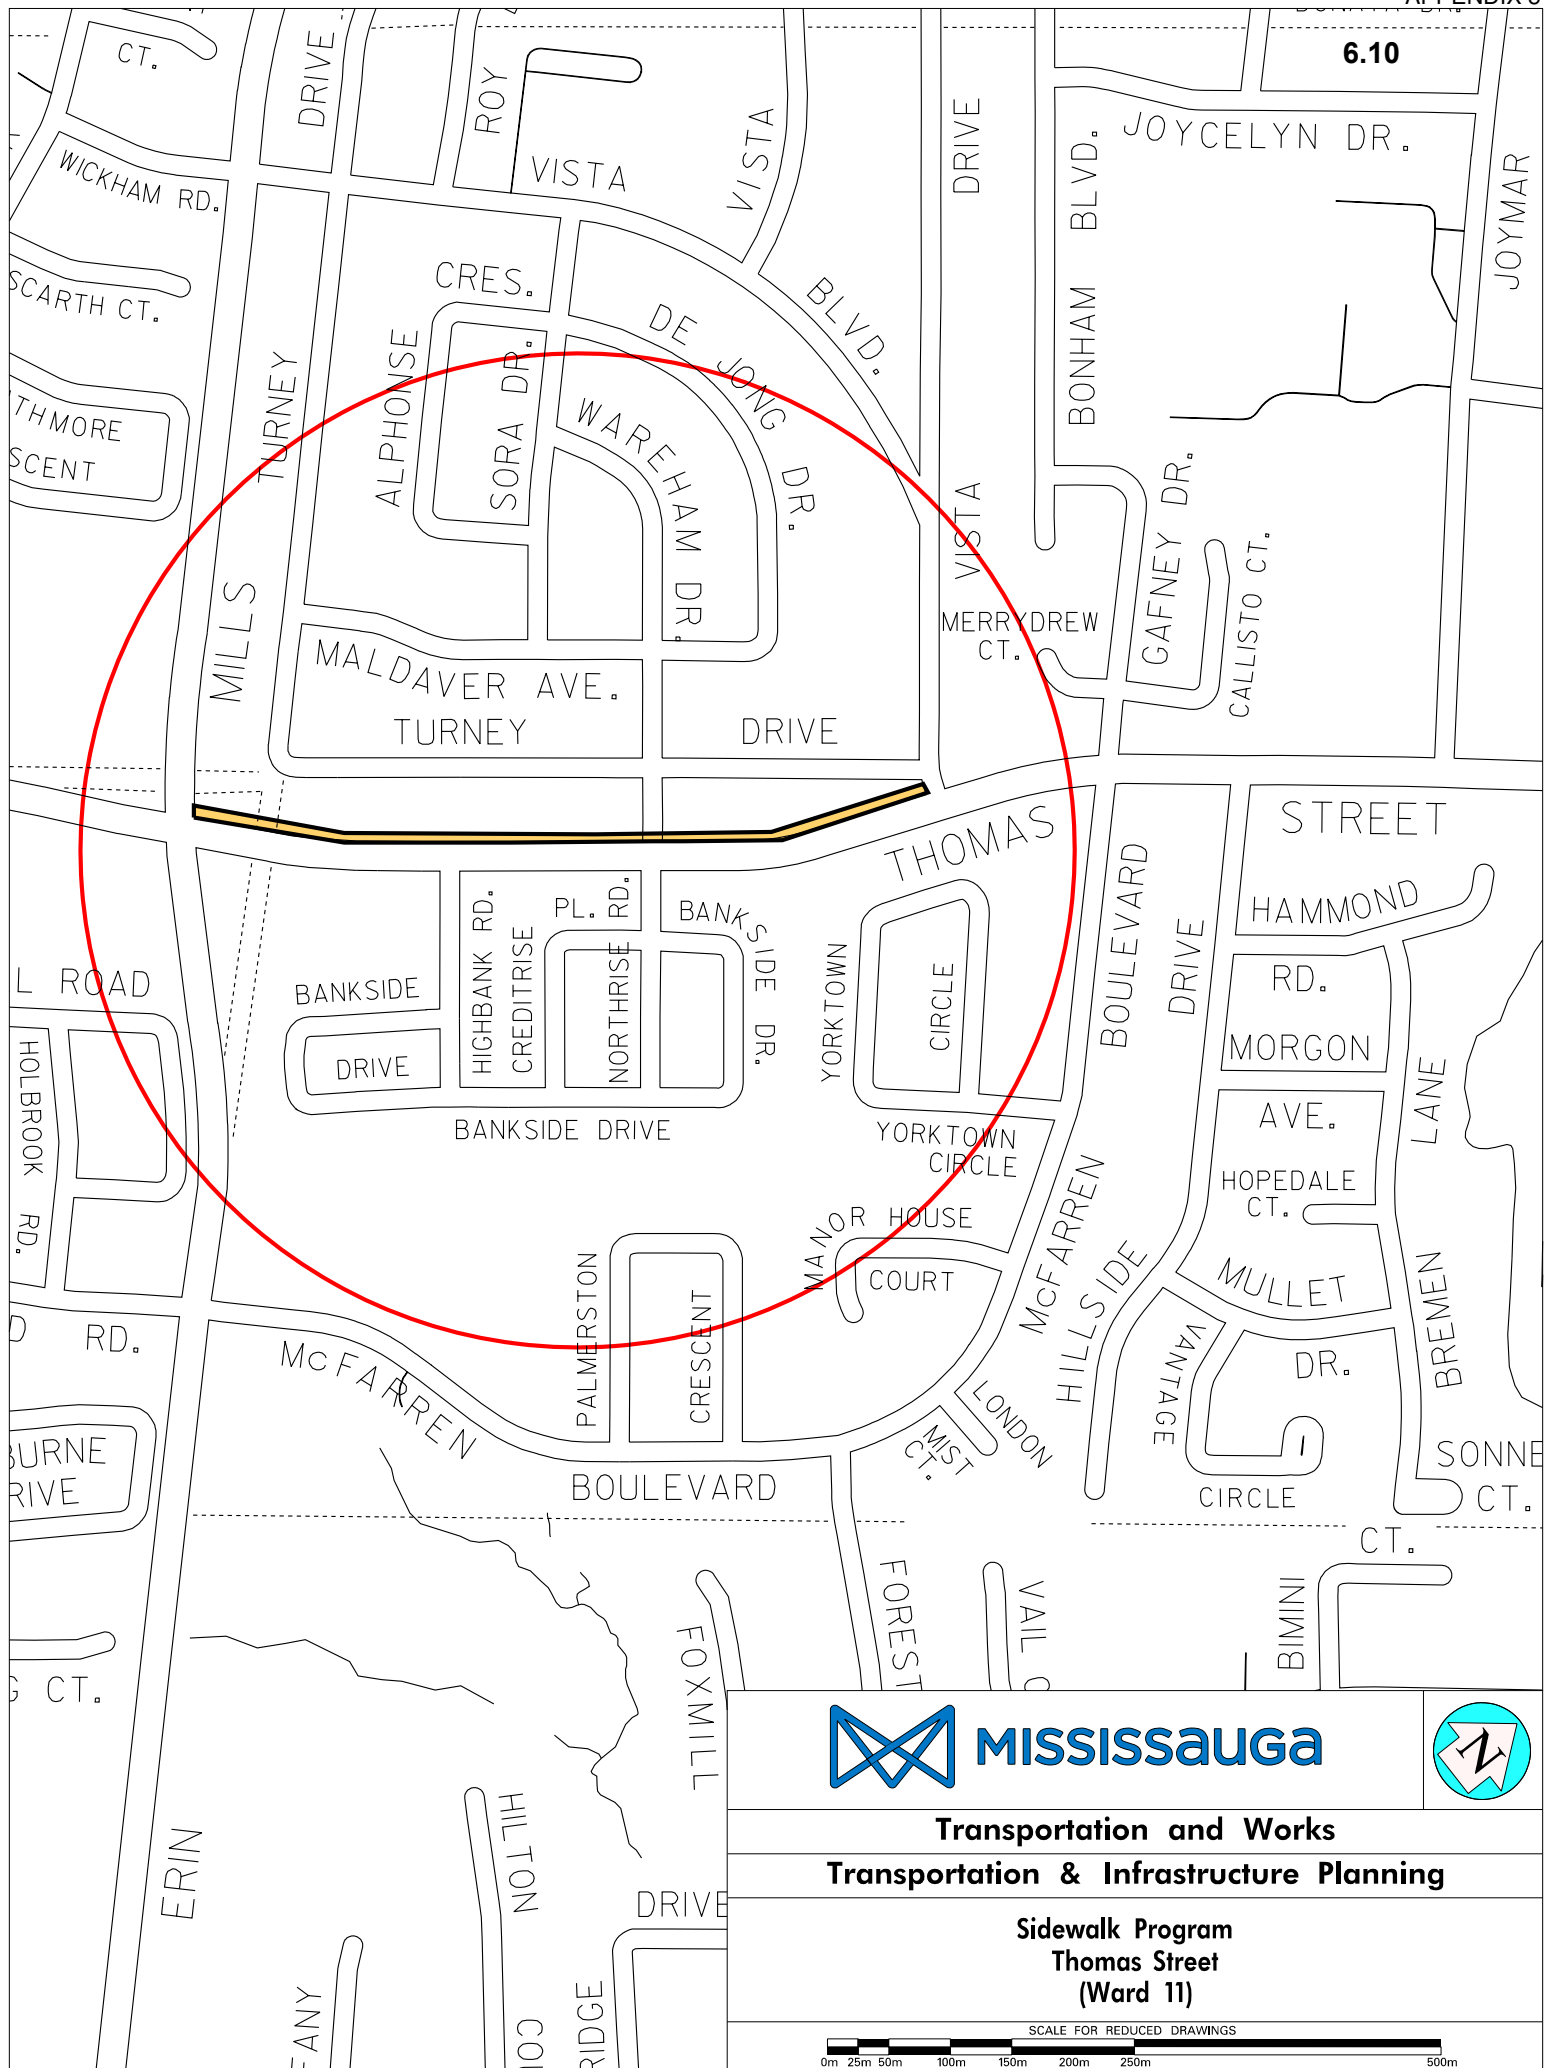 6.10
CT.
DRIVE
ROY
VISTA
VISTA
DRIVE
BONHAM BLVD.
JOYCELYN DR.
JOYMAR
WICKHAM RD.
SCARTH CT.
CRES.
DE JONG DR.
BLVD.
TURNEY
ALPHONSE
SORA DR.
WAREHAM DR.
THMORE
SCENT
VISTA
GAFNEY DR.
CALLISTO CT.
MERRYDREW
CT.
MILLS
MALDAVER AVE.
TURNEY DRIVE
THOMAS
STREET
HAMMOND
RD.
BOULEVARD
DRIVE
HIGHBANK RD.
CREDITRISE
PL.
NORTHRISE RD.
BANKSIDE DR.
YORKTOWN
CIRCLE
L ROAD
BANKSIDE
DRIVE
HOLBROOK RD.
BANKSIDE DRIVE
YORKTOWN
CIRCLE
MORGON
AVE.
LANE
HOPEDALE
CT.
MANOR HOUSE
COURT
McFARREN
HILLSIDE
MULLET
DR.
BREMEN
VANTAGE
CIRCLE
PALMERSTON
CRESCENT
RD.
McFARREN
BOULEVARD
LONDON
MIST
CT.
SONNE
CT.
BURNE
RIVE
CT.
BIMINI
FOREST
VAIL
FOXMILL
G CT.
ERIN
HILTON
DRIVE
FANY
RIDGE
MISSISSauGa
N
Transportation and Works
Transportation & Infrastructure Planning
Sidewalk Program
Thomas Street
(Ward 11)
SCALE FOR REDUCED DRAWINGS
0m 25m 50m 100m 150m 200m 250m 500m